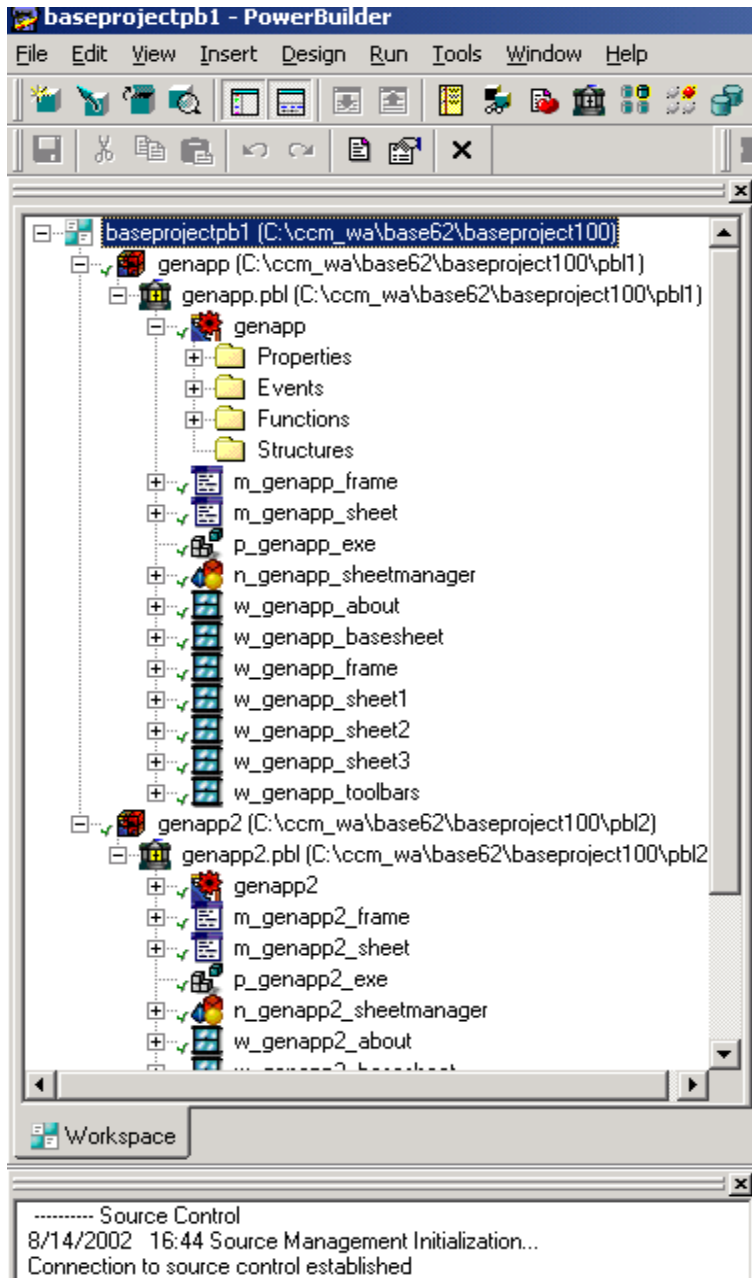 baseprojectpb1 - PowerBuilder
File Edit View Insert Design Run Tools Window Help
baseprojectpb1 (C:\ccm_wa\base62\baseproject100)
genapp (C:\ccm_wa\base62\baseproject100\pbl1)
genapp.pbl (C:\ccm_wa\base62\baseproject100\pbl1)
genapp
Properties
Events
Functions
Structures
m_genapp_frame
m_genapp_sheet
p_genapp_exe
n_genapp_sheetmanager
w_genapp_about
w_genapp_basesheet
w_genapp_frame
w_genapp_sheet1
w_genapp_sheet2
w_genapp_sheet3
w_genapp_toolbars
genapp2 (C:\ccm_wa\base62\baseproject100\pbl2)
genapp2.pbl (C:\ccm_wa\base62\baseproject100\pbl2
genapp2
m_genapp2_frame
m_genapp2_sheet
p_genapp2_exe
n_genapp2_sheetmanager
w_genapp2_about
Workspace
---------- Source Control
8/14/2002 16:44 Source Management Initialization...
Connection to source control established